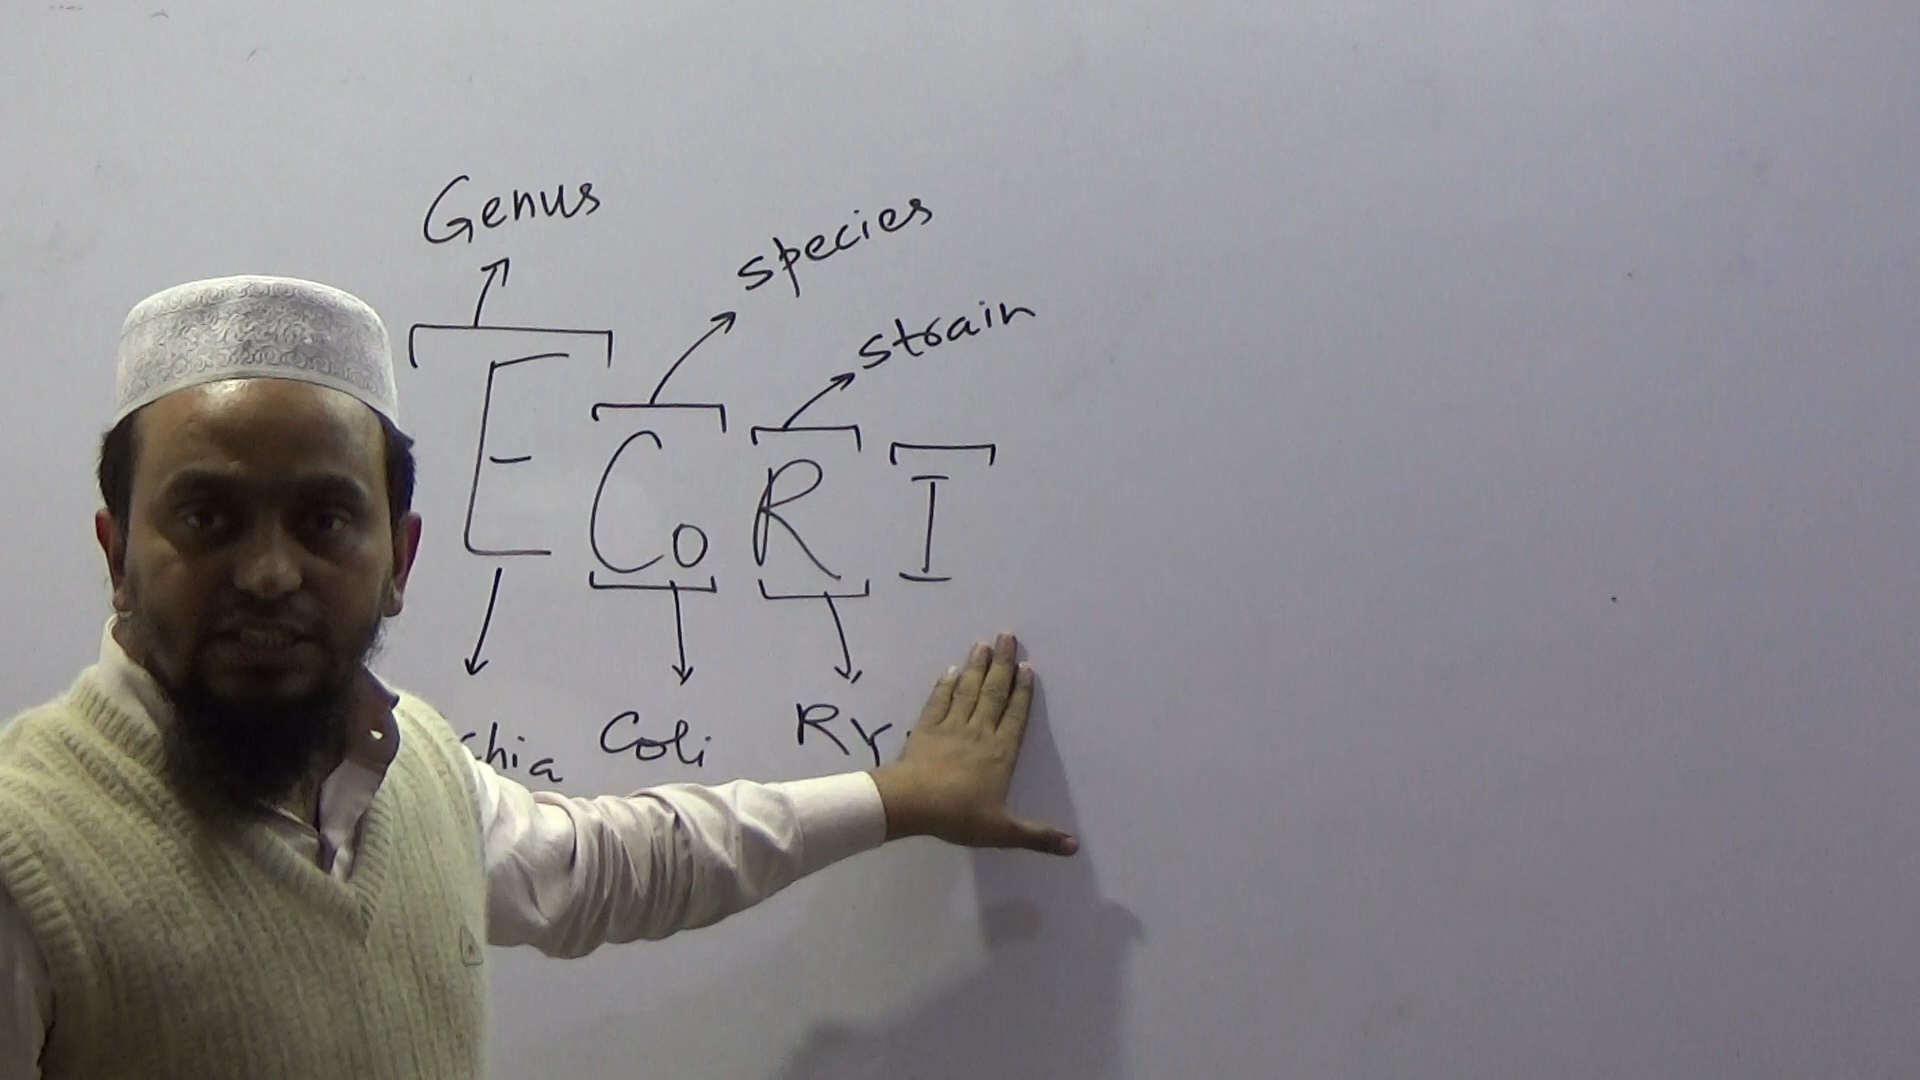 Genus
species
strain
E Co R I
chia Coli Ry